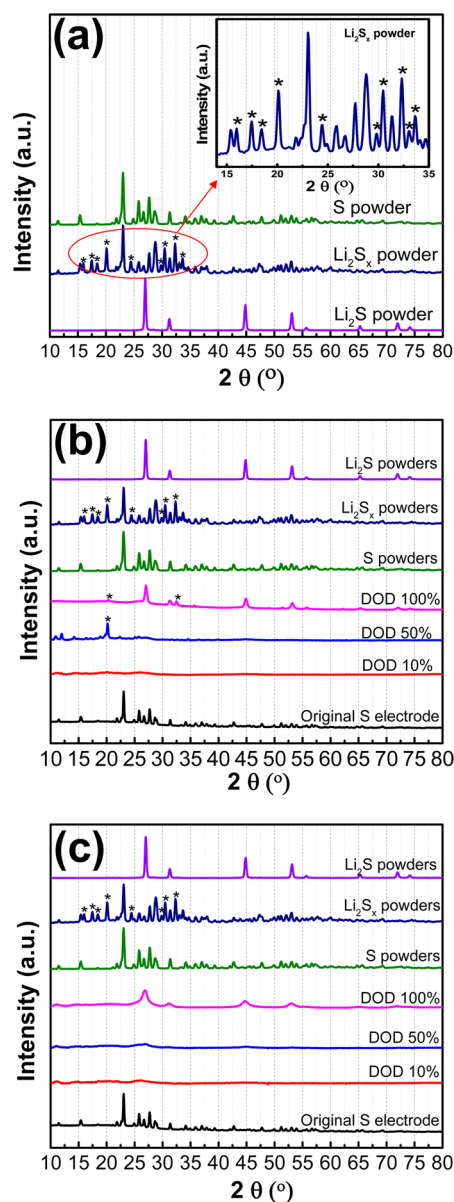 (a)
Li₂Sₓ powder
Intensity (a.u.)
* * * * * * * * *
15 20 25 30 35
2 θ (°)
Intensity (a.u.)
S powder
Li₂Sₓ powder
Li₂S powder
10 15 20 25 30 35 40 45 50 55 60 65 70 75 80
2 θ (O)
(b)
Intensity (a.u.)
Li₂S powders
Li₂Sₓ powders
S powders
DOD 100%
DOD 50%
DOD 10%
Original S electrode
10 15 20 25 30 35 40 45 50 55 60 65 70 75 80
2 θ (°)
(c)
Intensity (a.u.)
Li₂S powders
Li₂Sₓ powders
S powders
DOD 100%
DOD 50%
DOD 10%
Original S electrode
10 15 20 25 30 35 40 45 50 55 60 65 70 75 80
2 θ (°)